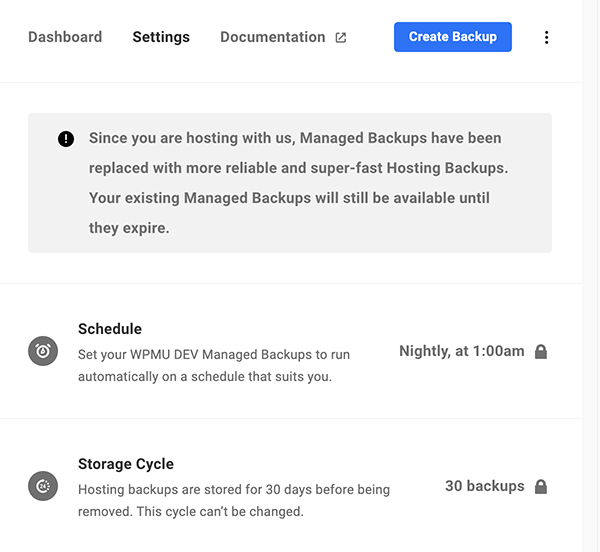 Dashboard Settings Documentation Create Backup
Since you are hosting with us, Managed Backups have been
replaced with more reliable and super-fast Hosting Backups.
Your existing Managed Backups will still be available until
they expire.
Schedule
Set your WPMU DEV Managed Backups to run
automatically on a schedule that suits you.
Nightly, at 1:00am
Storage Cycle
Hosting backups are stored for 30 days before being
removed. This cycle can’t be changed.
30 backups